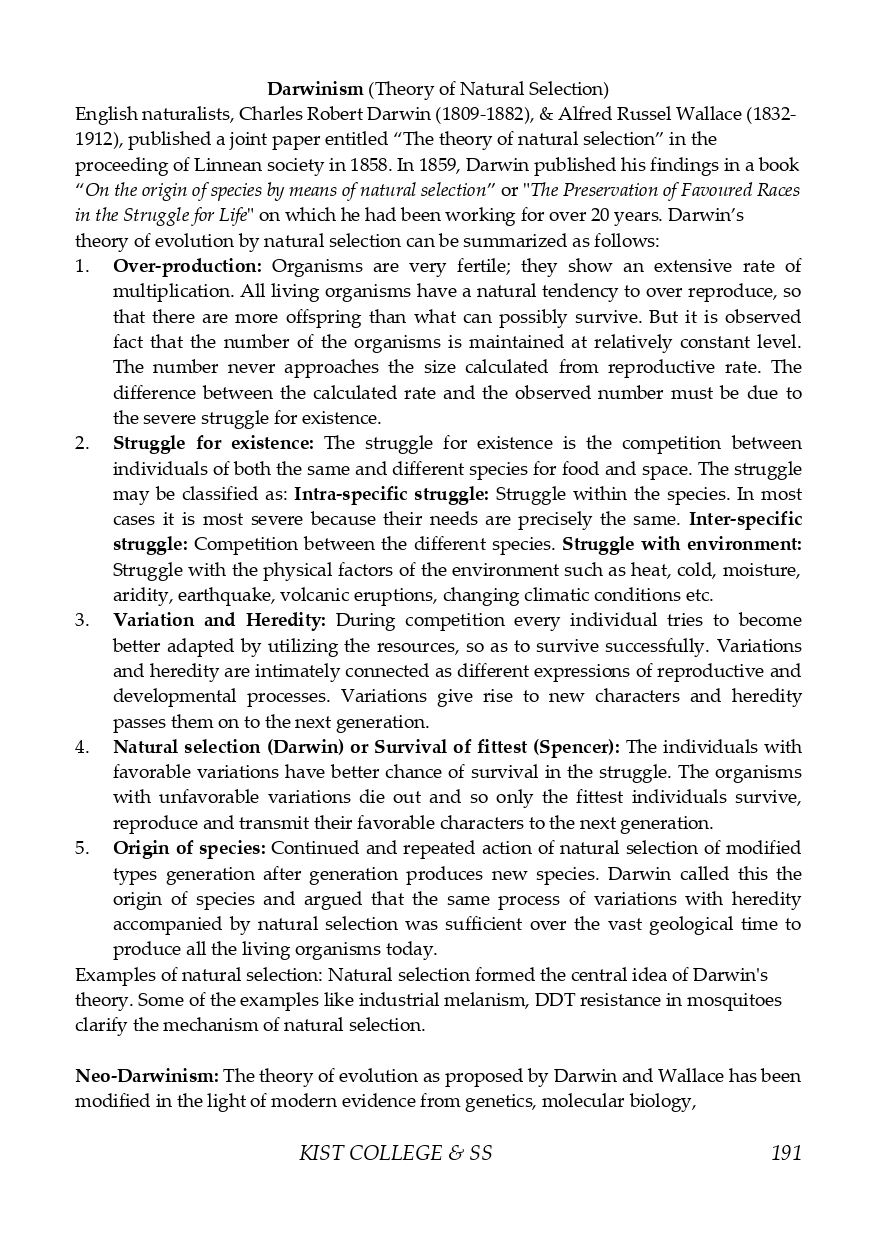 Darwinism (Theory of Natural Selection)
English naturalists, Charles Robert Darwin (1809-1882), & Alfred Russel Wallace (1832-
1912), published a joint paper entitled “The theory of natural selection” in the
proceeding of Linnean society in 1858. In 1859, Darwin published his findings in a book
“On the origin of species by means of natural selection” or "The Preservation of Favoured Races
in the Struggle for Life" on which he had been working for over 20 years. Darwin’s
theory of evolution by natural selection can be summarized as follows:
1. Over-production: Organisms are very fertile; they show an extensive rate of
multiplication. All living organisms have a natural tendency to over reproduce, so
that there are more offspring than what can possibly survive. But it is observed
fact that the number of the organisms is maintained at relatively constant level.
The number never approaches the size calculated from reproductive rate. The
difference between the calculated rate and the observed number must be due to
the severe struggle for existence.
2. Struggle for existence: The struggle for existence is the competition between
individuals of both the same and different species for food and space. The struggle
may be classified as: Intra-specific struggle: Struggle within the species. In most
cases it is most severe because their needs are precisely the same. Inter-specific
struggle: Competition between the different species. Struggle with environment:
Struggle with the physical factors of the environment such as heat, cold, moisture,
aridity, earthquake, volcanic eruptions, changing climatic conditions etc.
3. Variation and Heredity: During competition every individual tries to become
better adapted by utilizing the resources, so as to survive successfully. Variations
and heredity are intimately connected as different expressions of reproductive and
developmental processes. Variations give rise to new characters and heredity
passes them on to the next generation.
4. Natural selection (Darwin) or Survival of fittest (Spencer): The individuals with
favorable variations have better chance of survival in the struggle. The organisms
with unfavorable variations die out and so only the fittest individuals survive,
reproduce and transmit their favorable characters to the next generation.
5. Origin of species: Continued and repeated action of natural selection of modified
types generation after generation produces new species. Darwin called this the
origin of species and argued that the same process of variations with heredity
accompanied by natural selection was sufficient over the vast geological time to
produce all the living organisms today.
Examples of natural selection: Natural selection formed the central idea of Darwin's
theory. Some of the examples like industrial melanism, DDT resistance in mosquitoes
clarify the mechanism of natural selection.
Neo-Darwinism: The theory of evolution as proposed by Darwin and Wallace has been
modified in the light of modern evidence from genetics, molecular biology,
KIST COLLEGE & SS 191